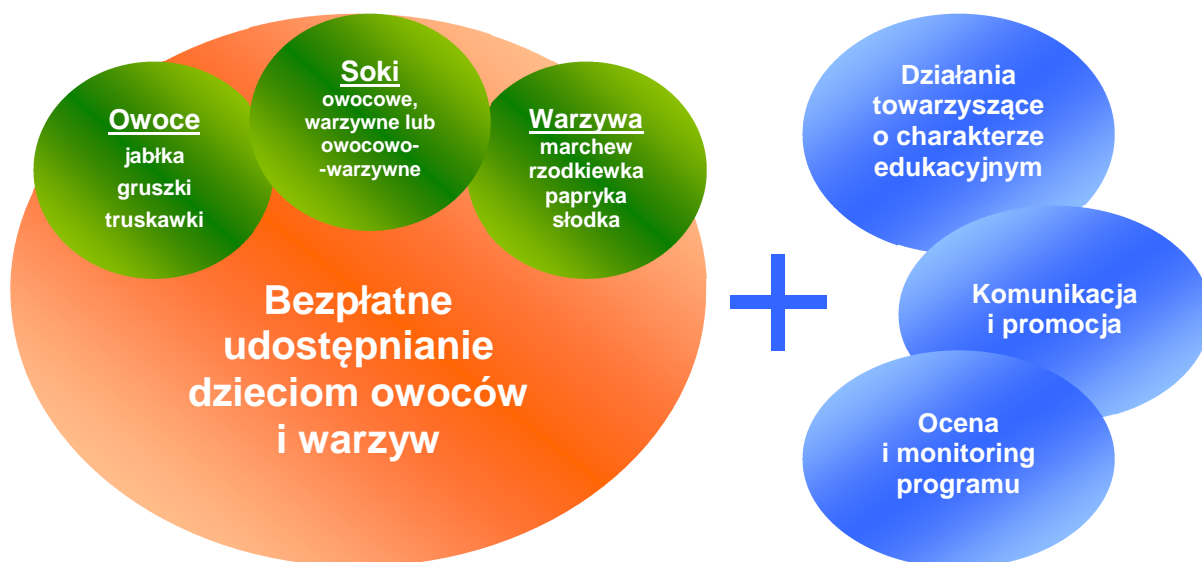 Owoce
jabłka
gruszki
truskawki
Soki
owocowe,
warzywne lub
owocowo-
-warzywne
Warzywa
marchew
rzodkiewka
papryka
słodka
Bezpłatne
udostępnianie
dzieciom owoców
i warzyw
Działania
towarzyszące
o charakterze
edukacyjnym
Komunikacja
i promocja
Ocena
i monitoring
programu